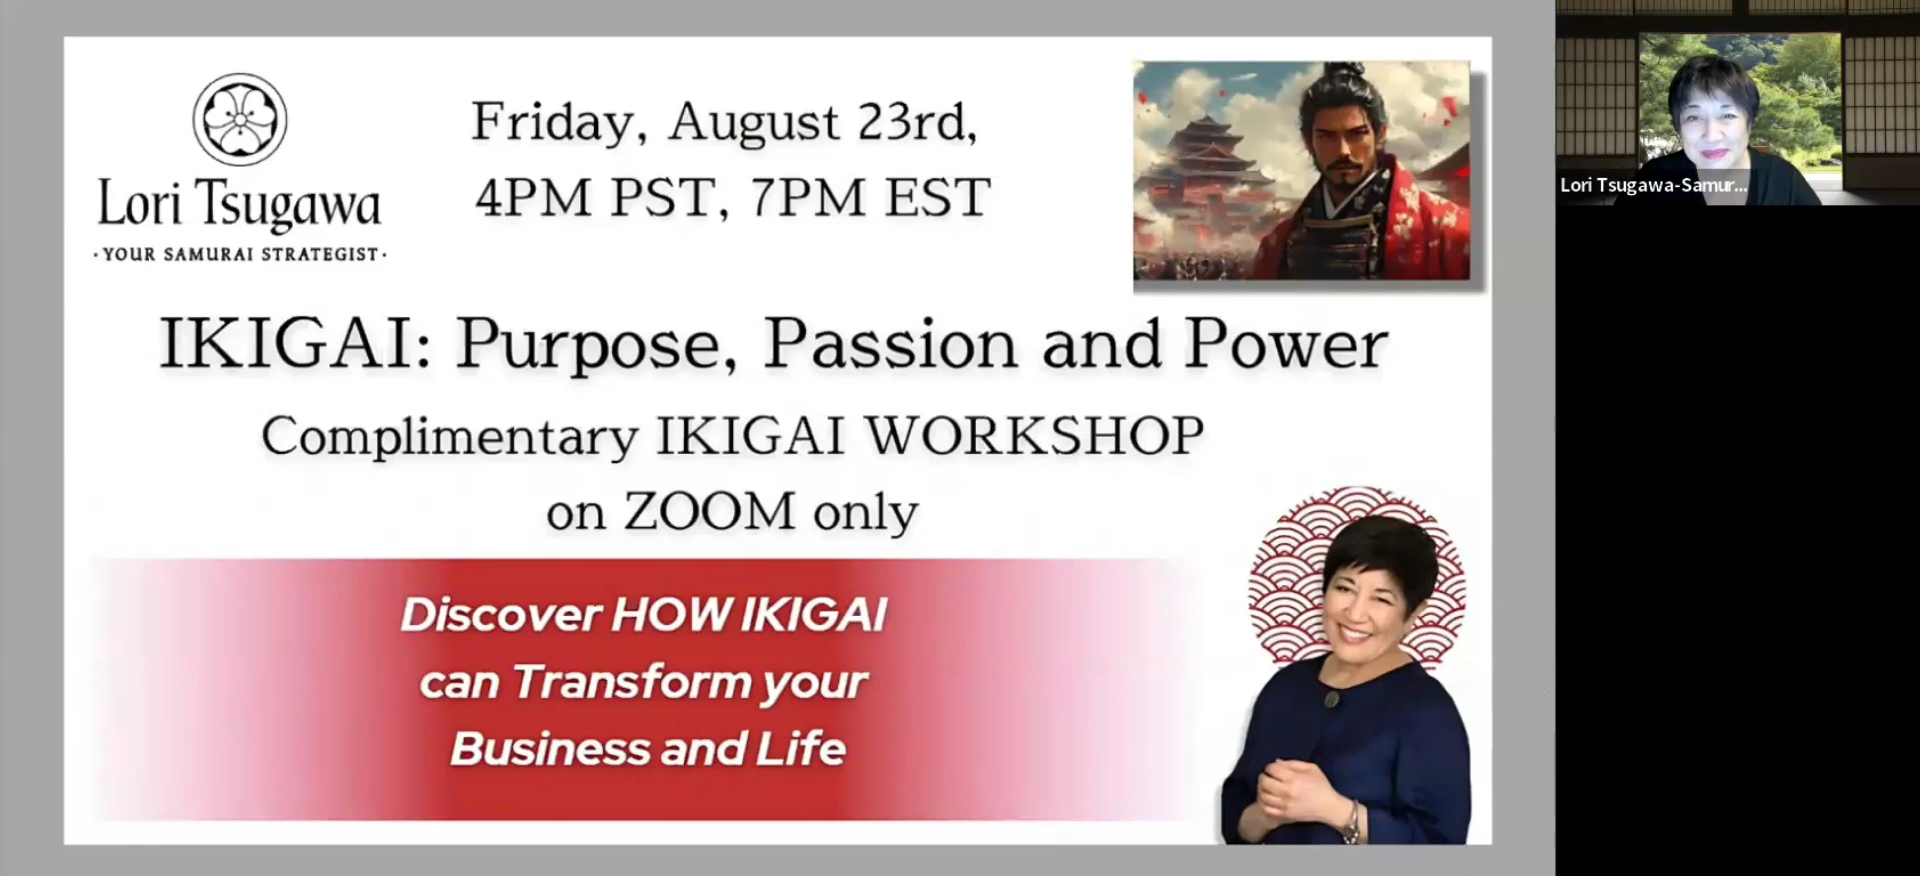 Lori Tsugawa
·YOUR SAMURAI STRATEGIST·
Friday, August 23rd,
4PM PST, 7PM EST
IKIGAI: Purpose, Passion and Power
Complimentary IKIGAI WORKSHOP
on ZOOM only
Discover HOW IKIGAI
can Transform your
Business and Life
Lori Tsugawa-Samur...